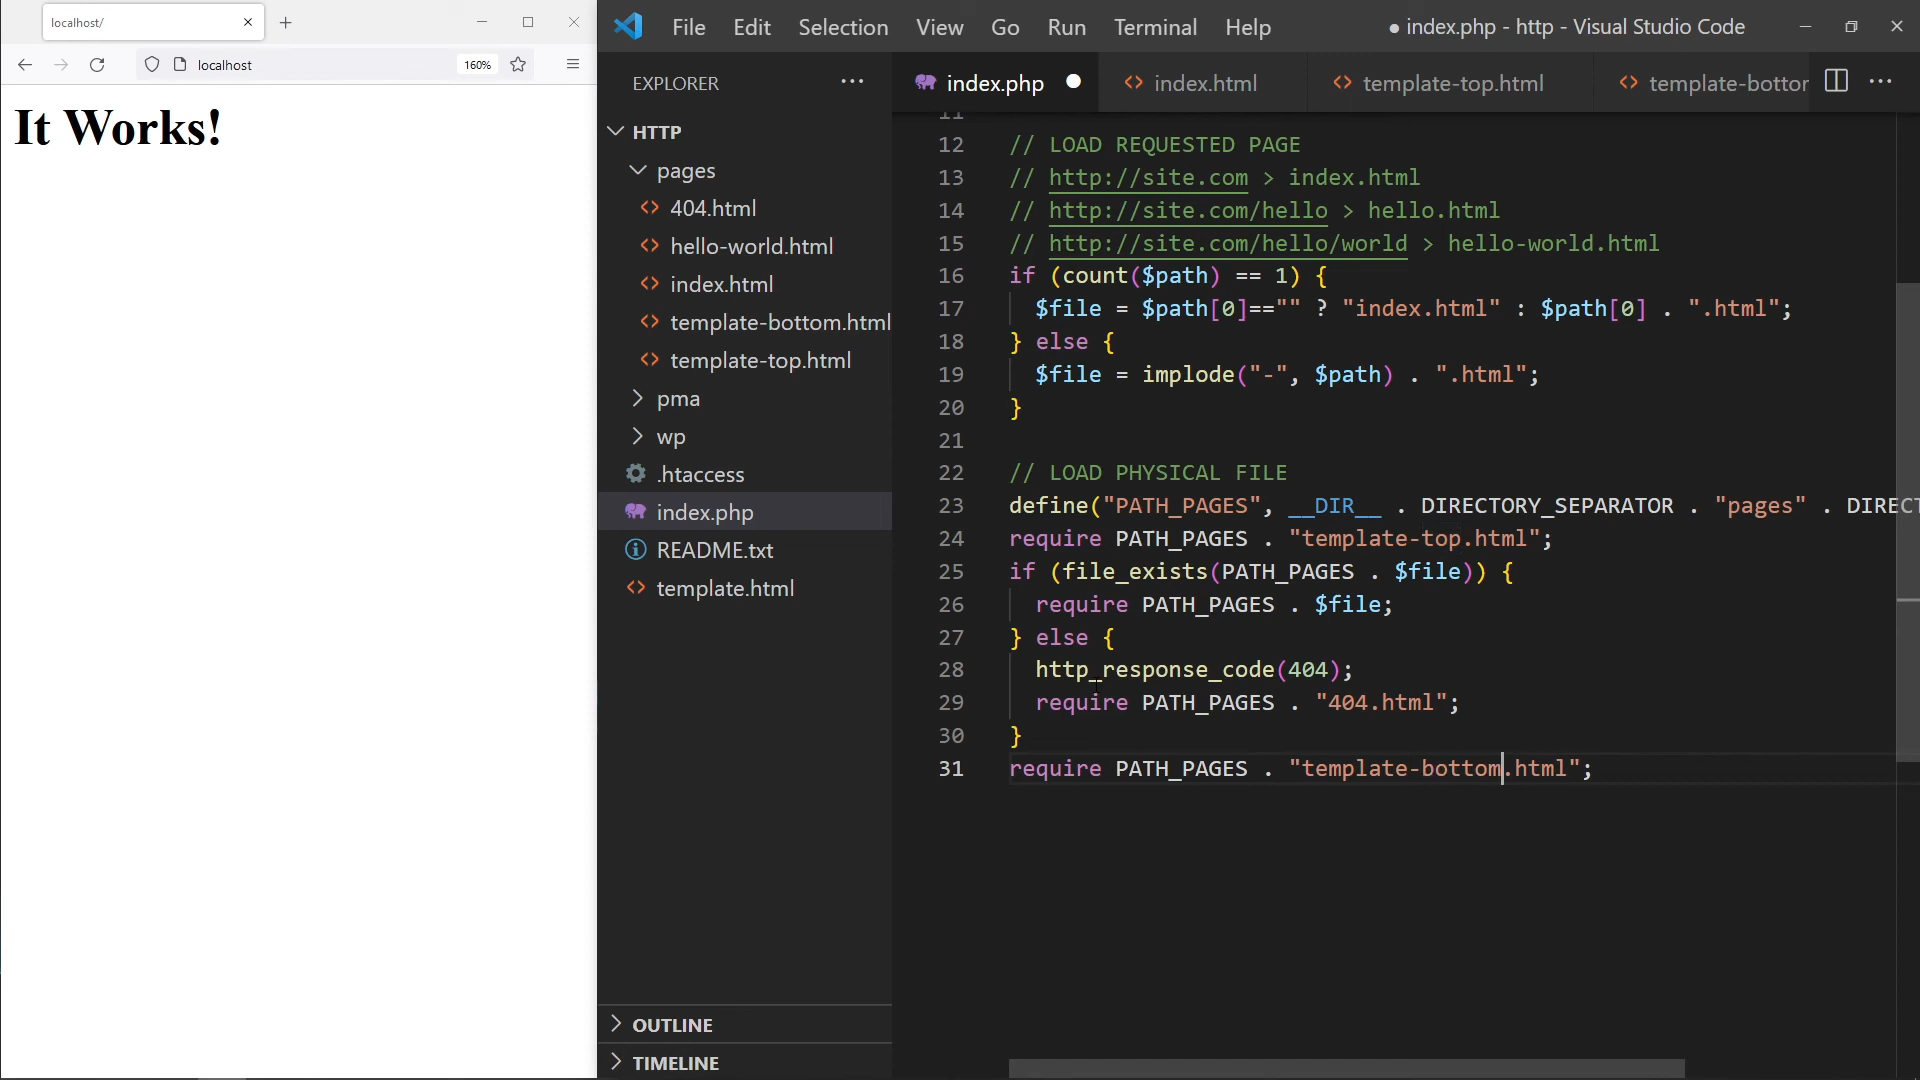 localhost/
localhost
160%
It Works!
File Edit Selection View Go Run Terminal Help
● index.php - http - Visual Studio Code
EXPLORER
HTTP
pages
404.html
hello-world.html
index.html
template-bottom.html
template-top.html
pma
wp
.htaccess
index.php
README.txt
template.html
OUTLINE
TIMELINE
index.php index.html template-top.html template-bottor
11
12 // LOAD REQUESTED PAGE
13 // http://site.com > index.html
14 // http://site.com/hello > hello.html
15 // http://site.com/hello/world > hello-world.html
16 if (count($path) == 1) {
17 $file = $path[0]=="" ? "index.html" : $path[0] . ".html";
18 } else {
19 $file = implode("-", $path) . ".html";
20 }
21
22 // LOAD PHYSICAL FILE
23 define("PATH_PAGES", __DIR__ . DIRECTORY_SEPARATOR . "pages" . DIRECT
24 require PATH_PAGES . "template-top.html";
25 if (file_exists(PATH_PAGES . $file)) {
26 require PATH_PAGES . $file;
27 } else {
28 http_response_code(404);
29 require PATH_PAGES . "404.html";
30 }
31 require PATH_PAGES . "template-bottom.html";